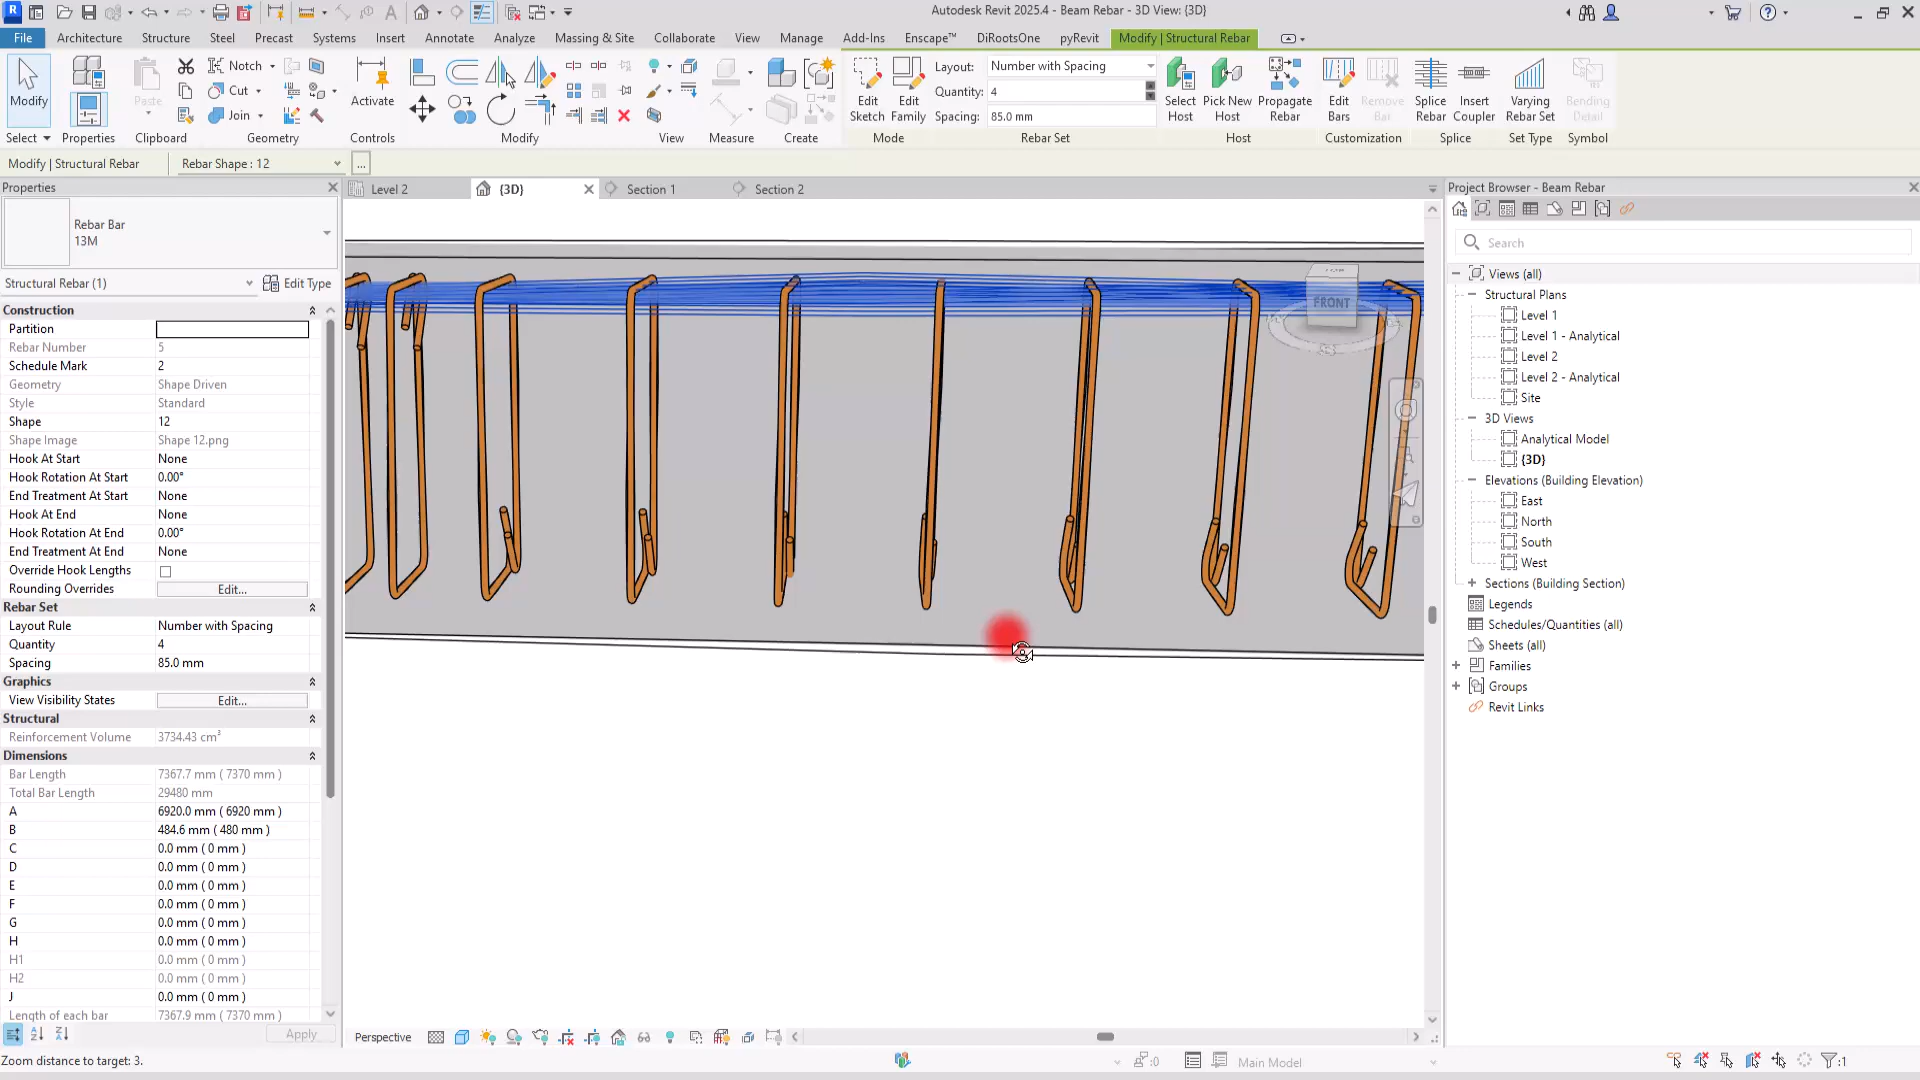 Autodesk Revit 2025.4 - Beam Rebar - 3D View: {3D}
File Architecture Structure Steel Precast Systems Insert Annotate Analyze Massing & Site Collaborate View Manage Add-Ins Enscape™ DiRootsOne pyRevit Modify | Structural Rebar
Modify
Select
Properties
Paste
Clipboard
Notch
Cut
Join
Geometry
Activate
Controls
Modify
View
Measure
Create
Edit Sketch
Edit Family
Mode
Layout: Number with Spacing
Quantity: 4
Spacing: 85.0 mm
Rebar Set
Select Host
Pick New Host
Propagate Rebar
Host
Edit Bars
Remove Bar
Customization
Splice Rebar
Insert Coupler
Splice
Varying Rebar Set
Set Type
Bending Detail
Symbol
Modify | Structural Rebar Rebar Shape : 12 ...
Properties
Rebar Bar
13M
Structural Rebar (1) Edit Type
Construction
Partition
Rebar Number 5
Schedule Mark 2
Geometry Shape Driven
Style Standard
Shape 12
Shape Image Shape 12.png
Hook At Start None
Hook Rotation At Start 0.00°
End Treatment At Start None
Hook At End None
Hook Rotation At End 0.00°
End Treatment At End None
Override Hook Lengths
Rounding Overrides Edit...
Rebar Set
Layout Rule Number with Spacing
Quantity 4
Spacing 85.0 mm
Graphics
View Visibility States Edit...
Structural
Reinforcement Volume 3734.43 cm³
Dimensions
Bar Length 7367.7 mm ( 7370 mm )
Total Bar Length 29480 mm
A 6920.0 mm ( 6920 mm )
B 484.6 mm ( 480 mm )
C 0.0 mm ( 0 mm )
D 0.0 mm ( 0 mm )
E 0.0 mm ( 0 mm )
F 0.0 mm ( 0 mm )
G 0.0 mm ( 0 mm )
H 0.0 mm ( 0 mm )
H1 0.0 mm ( 0 mm )
H2 0.0 mm ( 0 mm )
J 0.0 mm ( 0 mm )
Length of each bar 7367.9 mm ( 7370 mm )
Apply
Level 2 {3D} Section 1 Section 2
FRONT
Perspective
Project Browser - Beam Rebar
Search
Views (all)
Structural Plans
Level 1
Level 1 - Analytical
Level 2
Level 2 - Analytical
Site
3D Views
Analytical Model
{3D}
Elevations (Building Elevation)
East
North
South
West
Sections (Building Section)
Legends
Schedules/Quantities (all)
Sheets (all)
Families
Groups
Revit Links
Zoom distance to target: 3.
:0
Main Model
:1